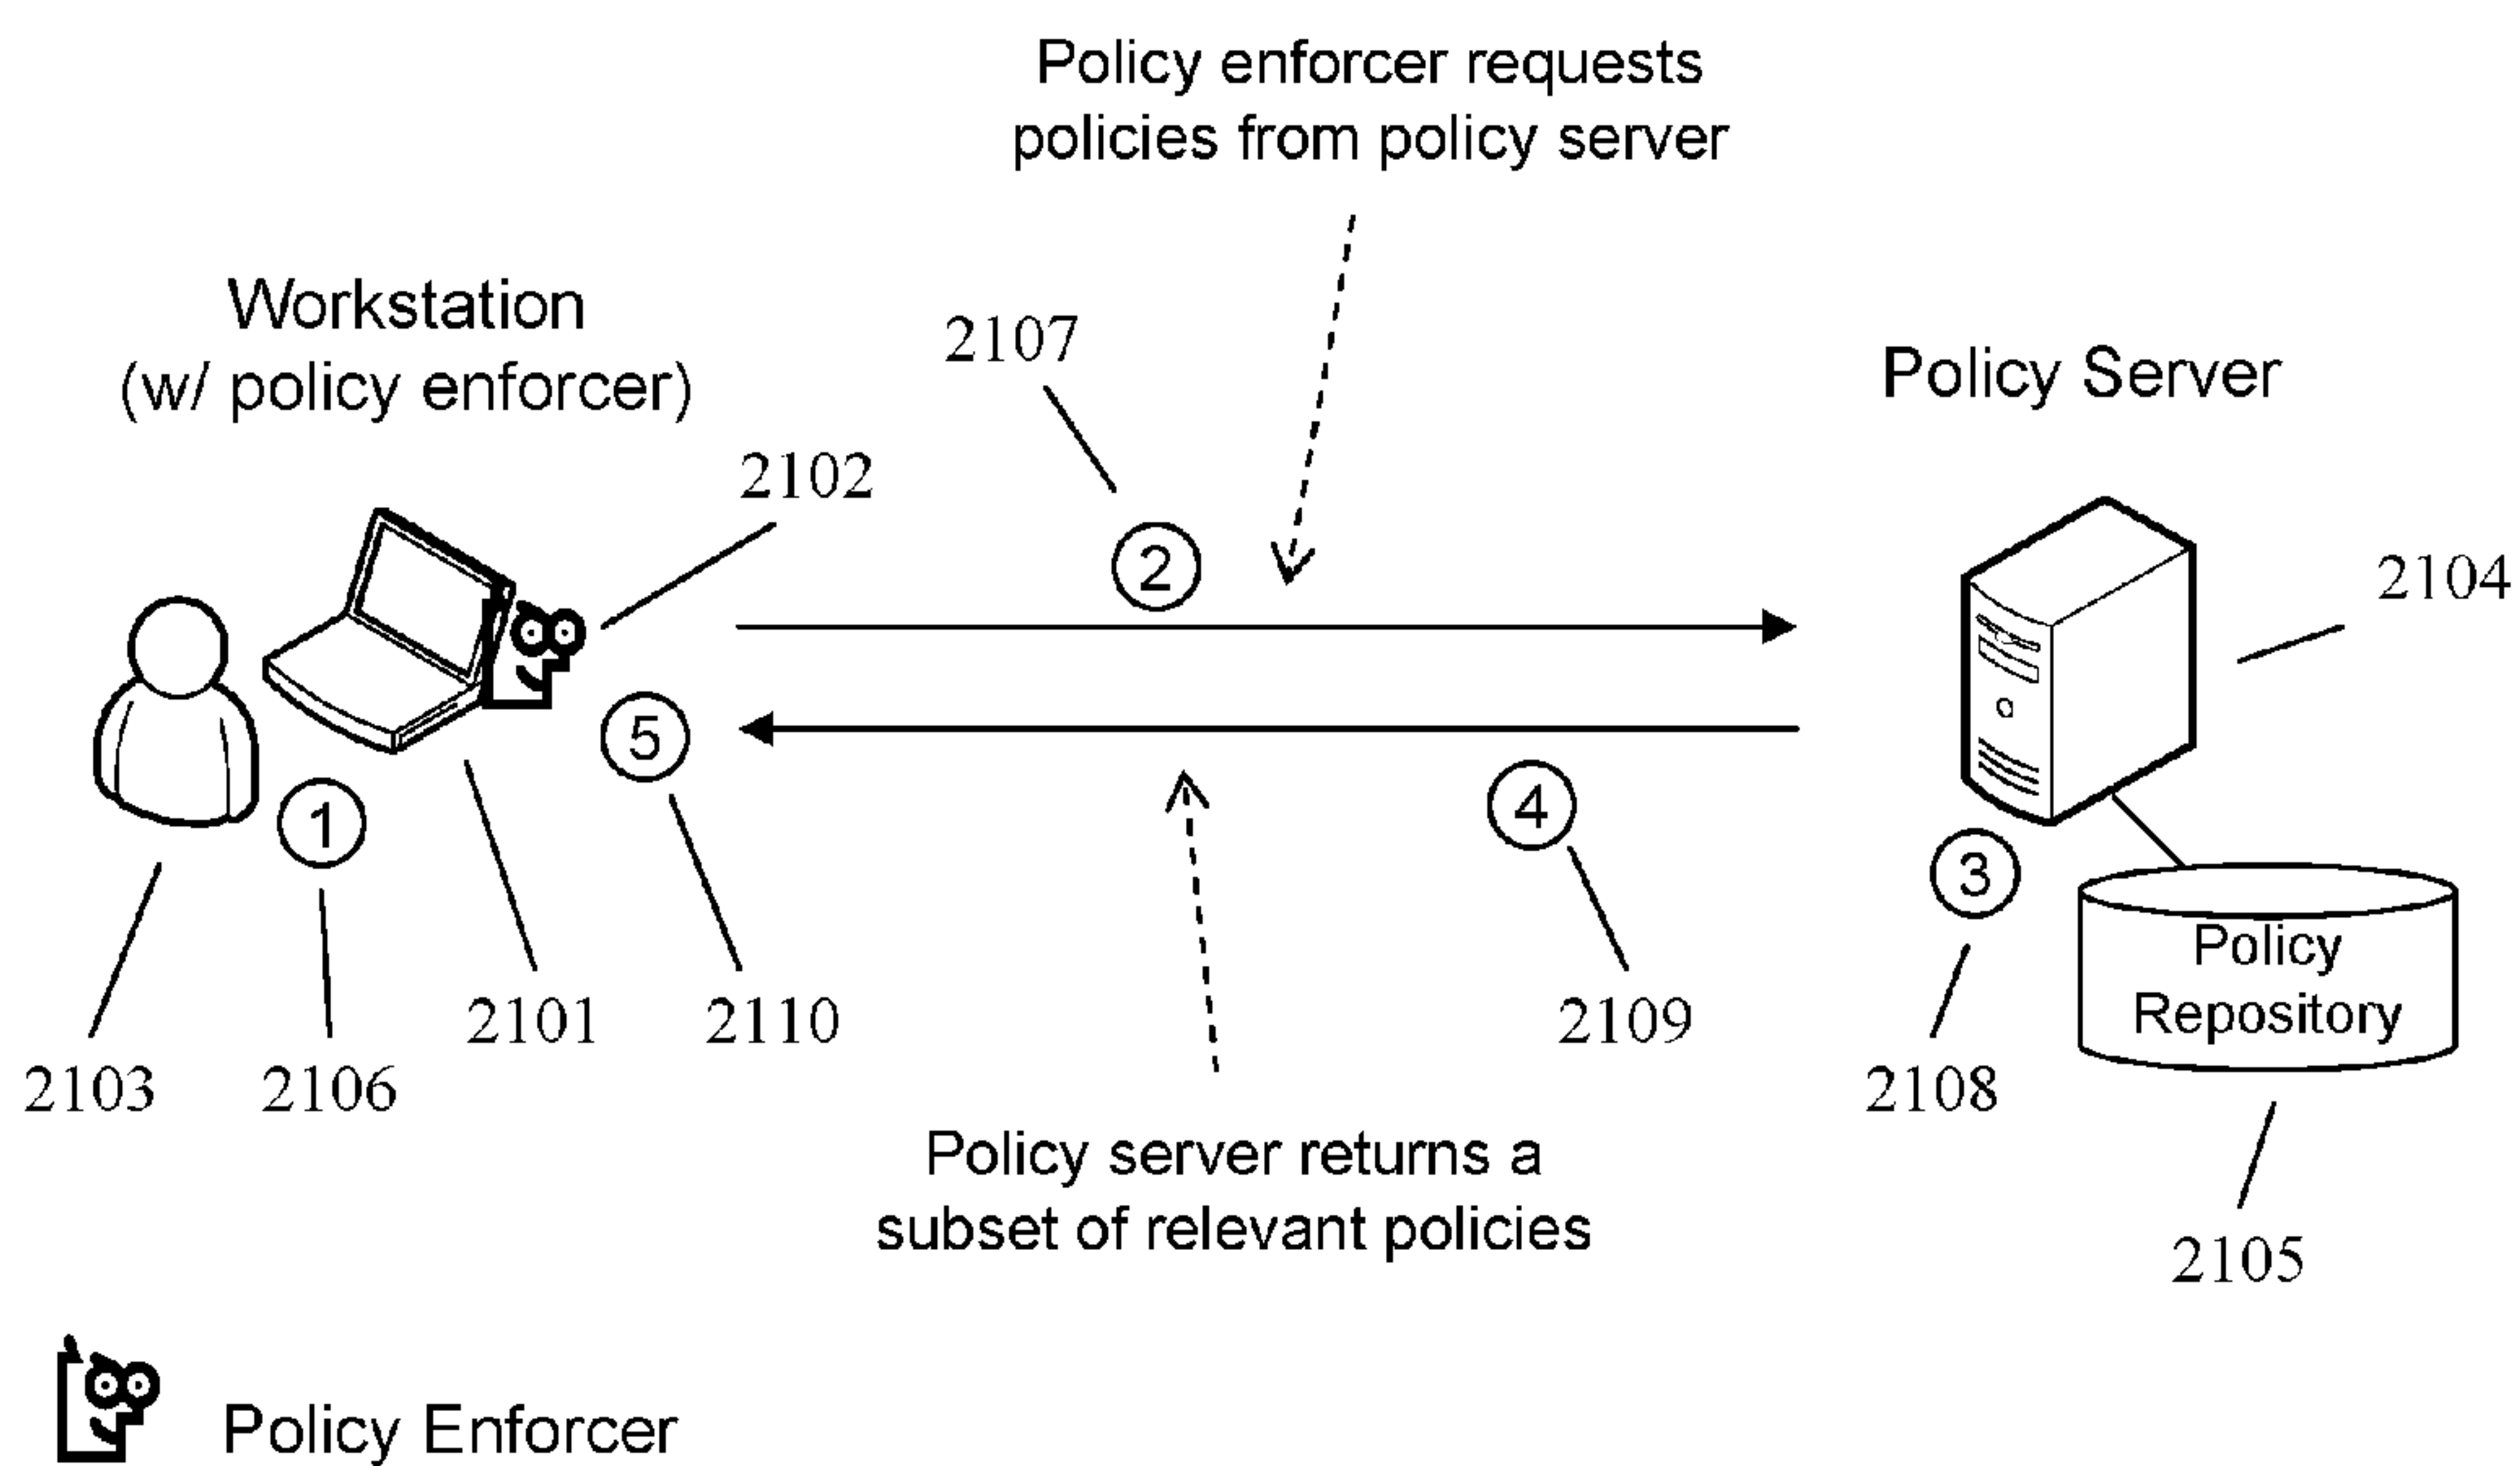 Policy enforcer requests
policies from policy server
Workstation
(w/ policy enforcer)
2107
Policy Server
2102
2
2104
5
1
4
3
Policy
Repository
2101
2110
2109
2103
2106
2108
Policy server returns a
subset of relevant policies
2105
Policy Enforcer